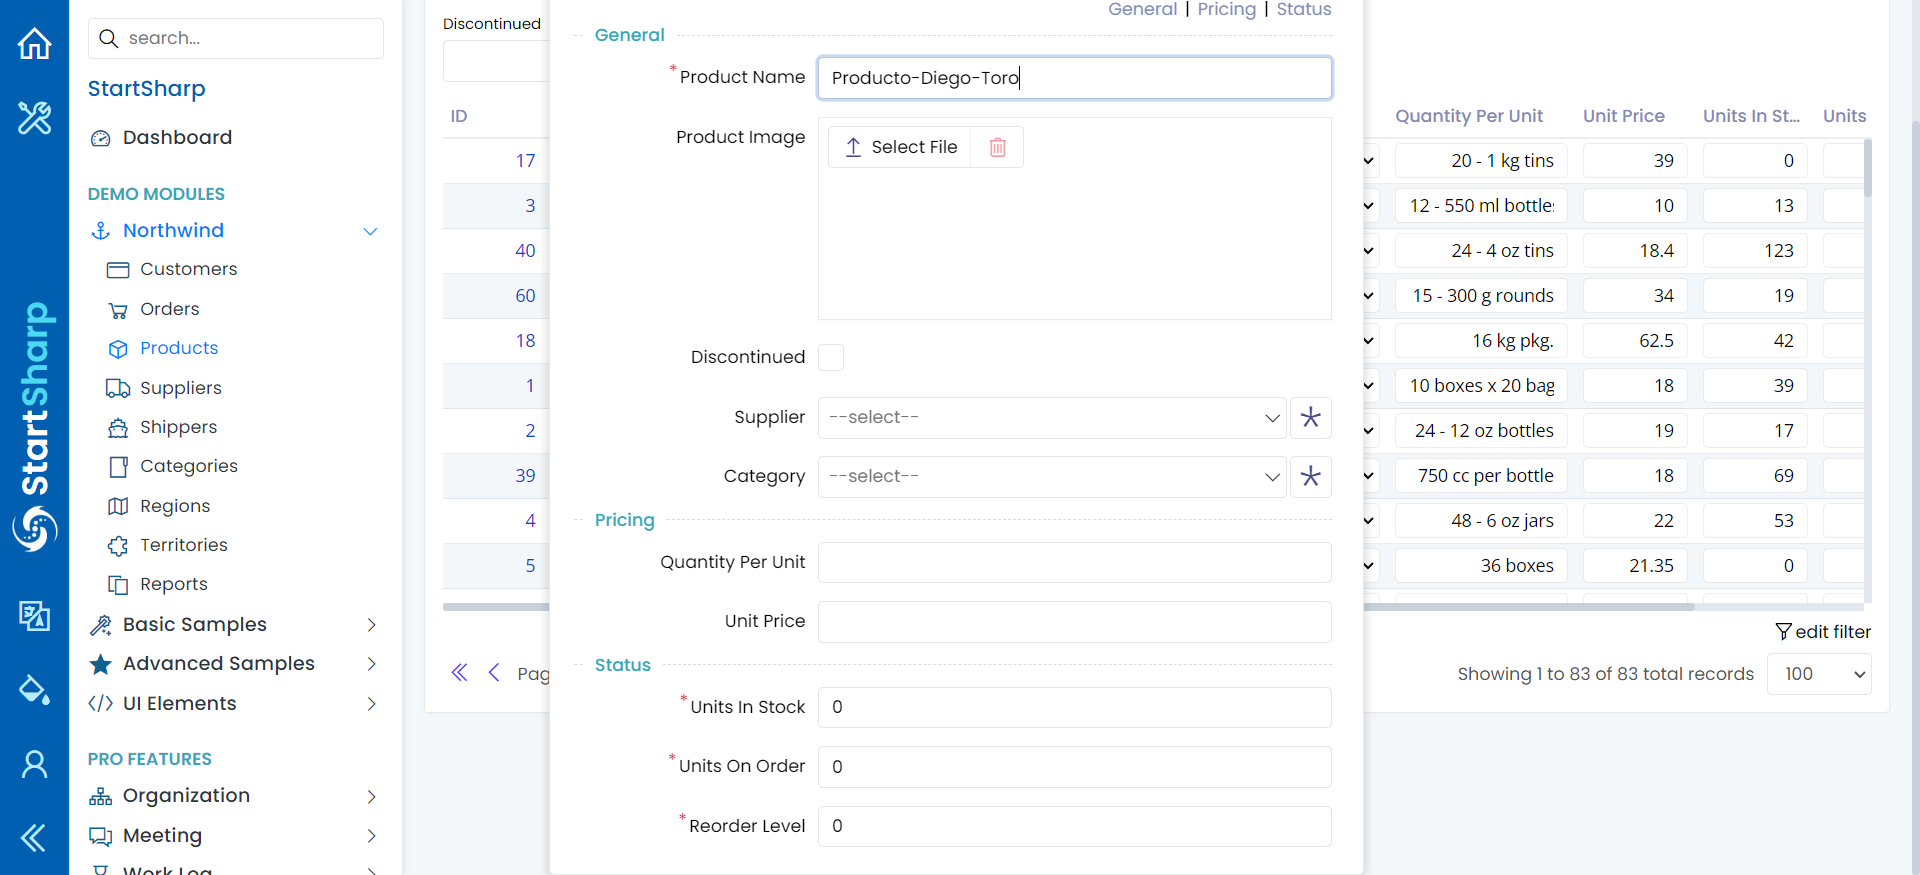 search...
StartSharp
Dashboard
DEMO MODULES
Northwind
Customers
Orders
Products
Suppliers
Shippers
Categories
Regions
Territories
Reports
Basic Samples
Advanced Samples
UI Elements
PRO FEATURES
Organization
Meeting
Work Log
StartSharp
Discontinued
ID
17
3
40
60
18
1
2
39
4
5
Pag
General | Pricing | Status
General
*Product Name Producto-Diego-Toro
Product Image Select File
Discontinued
Supplier --select--
Category --select--
Pricing
Quantity Per Unit
Unit Price
Status
*Units In Stock 0
*Units On Order 0
*Reorder Level 0
Quantity Per Unit Unit Price Units In St... Units
20 - 1 kg tins 39 0
12 - 550 ml bottles 10 13
24 - 4 oz tins 18.4 123
15 - 300 g rounds 34 19
16 kg pkg. 62.5 42
10 boxes x 20 bag 18 39
24 - 12 oz bottles 19 17
750 cc per bottle 18 69
48 - 6 oz jars 22 53
36 boxes 21.35 0
edit filter
Showing 1 to 83 of 83 total records 100